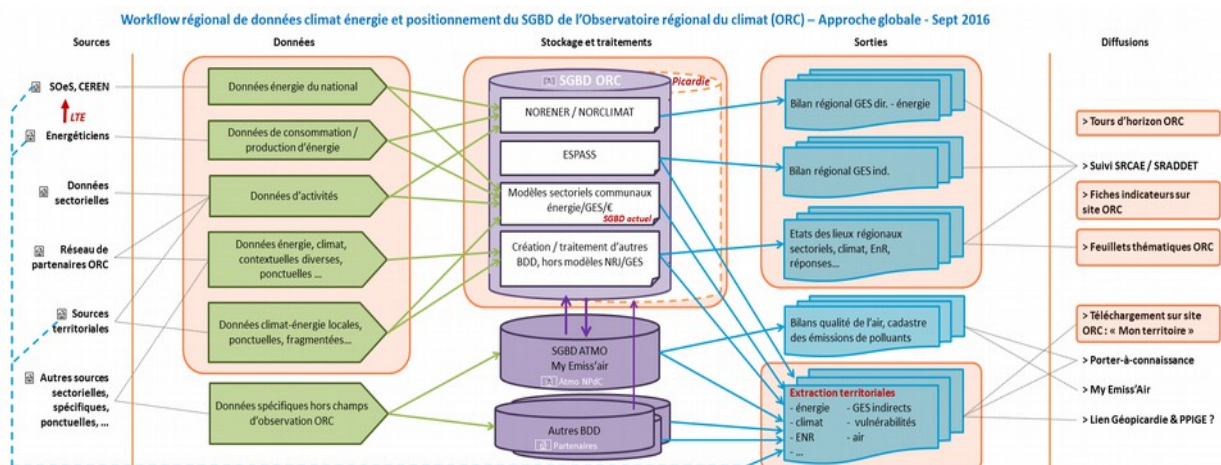 Workflow régional de données climat énergie et positionnement du SGBD de l'Observatoire régional du climat (ORC) – Approche globale - Sept 2016
Sources
Données
Stockage et traitements
Sorties
Diffusions
SOeS, CEREN
LTE
Energéticiens
Données
sectorielles
Réseau de
partenaires ORC
Sources
territoriales
Autres sources
sectorielles,
spécifiques,
ponctuelles, ...
Données énergie du national
Données de consommation /
production d'énergie
Données d'activités
Données énergie, climat,
contextuelles diverses,
ponctuelles ...
Données climat-énergie locales,
ponctuelles, fragmentées...
Données spécifiques hors champs
d'observation ORC
SGBD ORC
Picardie
NORENER / NORCLIMAT
ESPASS
Modèles sectoriels communaux
énergie/GES/€
SGBD actuel
Création / traitement d'autres
BDD, hors modèles NRJ/GES
SGBD ATMO
My Emiss'air
Atmo NPdC
Autres BDD
Partenaires
Bilan régional GES dir. - énergie
Bilan régional GES ind.
Etats des lieux régionaux
sectoriels, climat, EnR,
réponses...
Bilans qualité de l'air, cadastre
des émissions de polluants
Extraction territoriales
- énergie - GES indirects
- climat - vulnérabilités
- ENR - air
- ...
> Tours d'horizon ORC
> Suivi SRCAE / SRADDET
> Fiches indicateurs sur
site ORC
> Feuillets thématiques ORC
> Téléchargement sur site
ORC : « Mon territoire »
> Porter-à-connaissance
> My Emiss'Air
> Lien Géopicardie & PPIGE ?